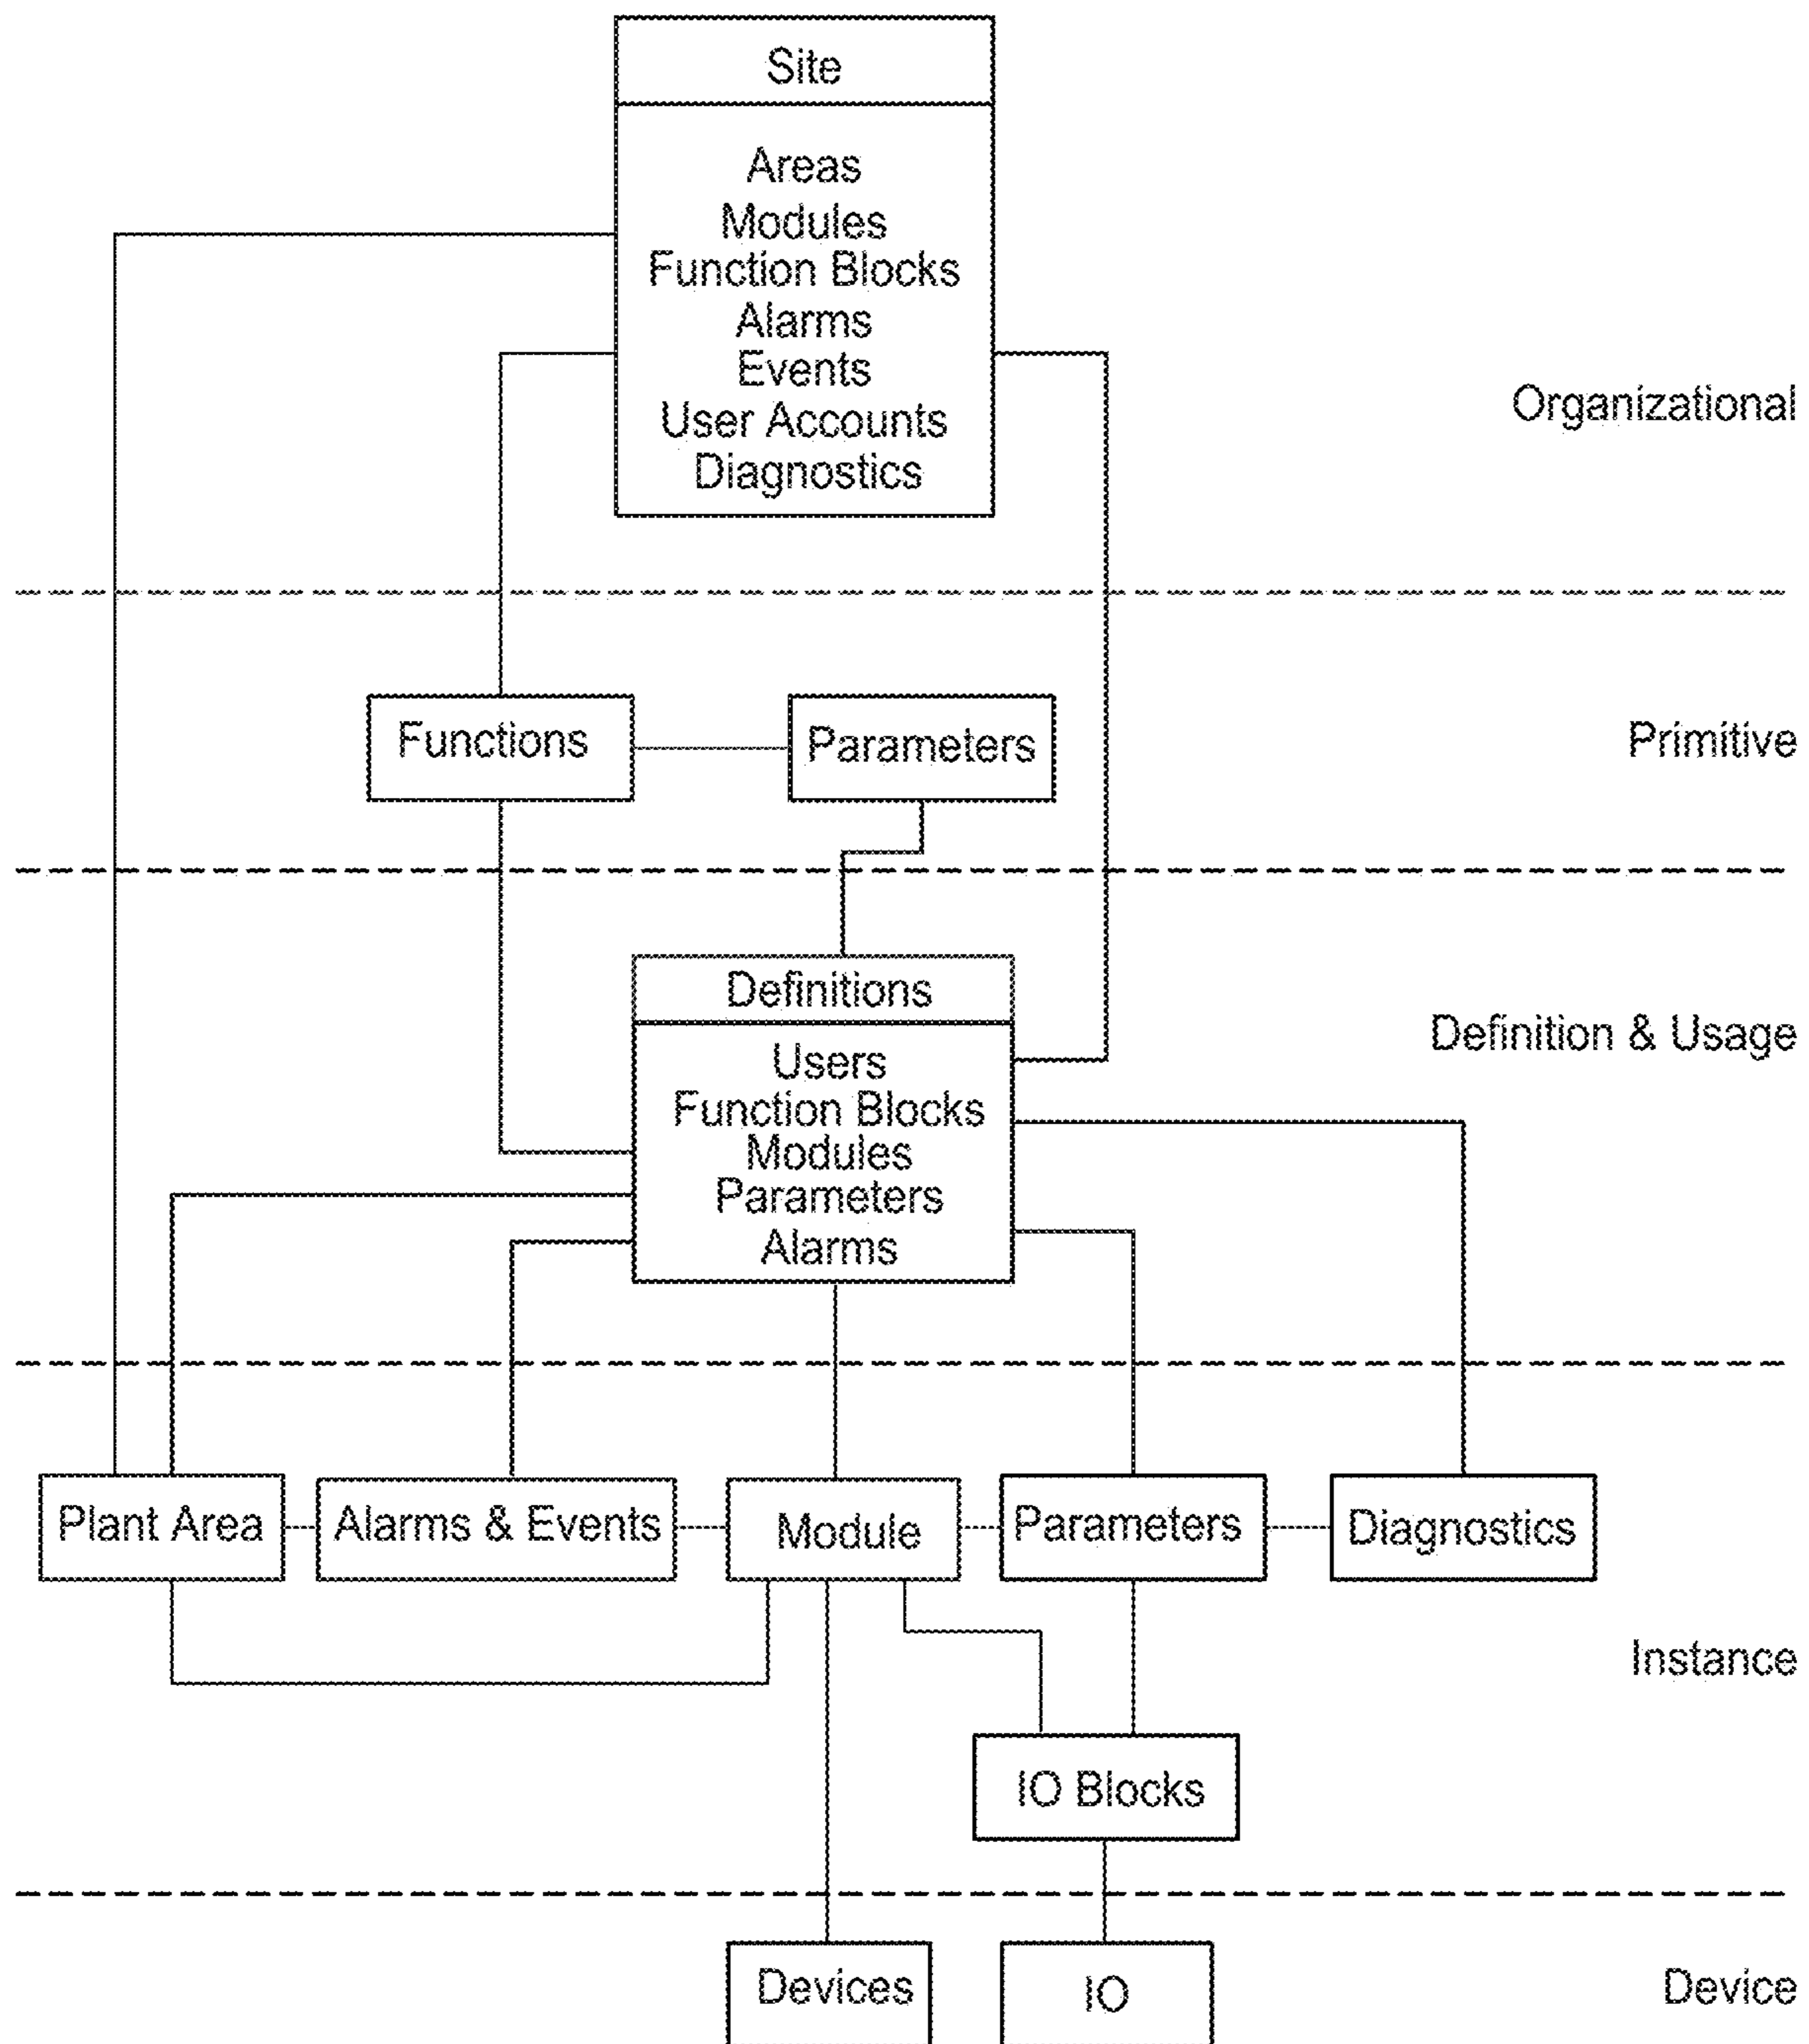 Site
Areas
Modules
Function Blocks
Alarms
Events
User Accounts
Diagnostics
Organizational
Functions
Parameters
Primitive
Definitions
Users
Function Blocks
Modules
Parameters
Alarms
Definition & Usage
Plant Area
Alarms & Events
Module
Parameters
Diagnostics
Instance
IO Blocks
Devices
IO
Device